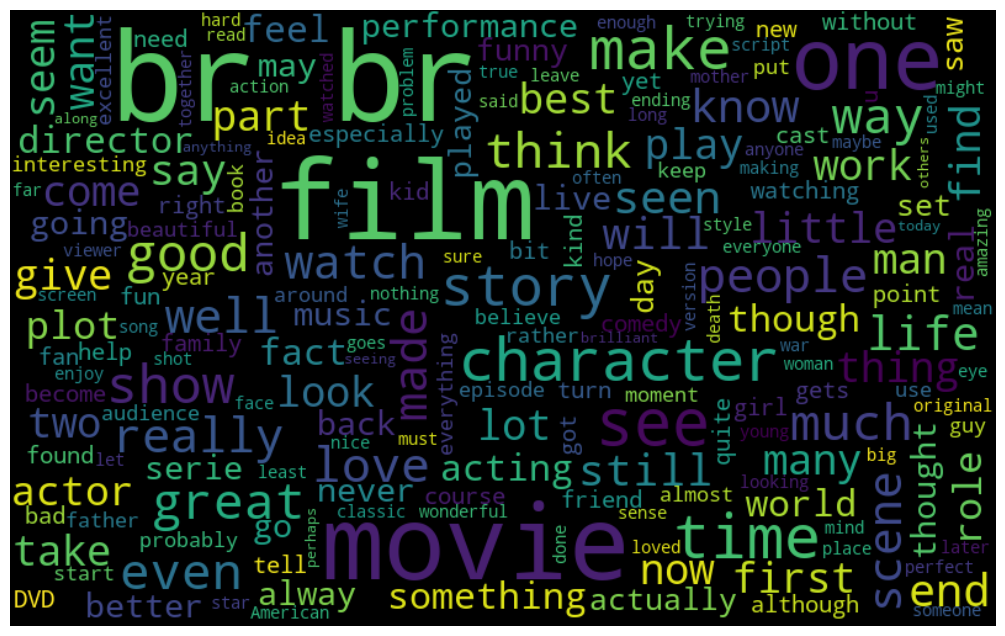 hard
read
need
feel
performance
enough
trying
new
without
seem
want
excellent
br br
together
may
action
watched
problem
funny
true
said
leave
make
script
yet
mother
put
one
saw
along
part
idea
especially
played
best
ending
long
know
u
way
might
used
director
anything
think
play
anyone
cast
maybe
others
find
interesting
say
book
another
film
wife
kid
often
keep
making
watching
work
far
come
right
live
seen
set
today
going
beautiful
kind
will
style
everyone
little
real
amazing
viewer
good
year
watch
sure
bit
hope
day
version
people
man
point
give
screen
fun
around
nothing
story
death
mean
plot
song
well
music
believe
rather
brilliant
comedy
though
life
fan
help
shot
family
fact
goes
seeing
made
character
war
woman
thing
eye
enjoy
become
show
face
look
everything
episode
turn
moment
gets
use
original
two
audience
really
nice
back
must
lot
got
see
quite
girl
young
much
guy
found
let
serie
least
love
acting
still
many
big
looking
scene
thought
role
actor
great
never
course
friend
almost
world
bad
father
go
classic
wonderful
sense
mind
later
probably
perhaps
movie
done
loved
time
place
perfect
take
start
even
tell
now
first
end
DVD
better
star
alway
American
something
actually
although
someone